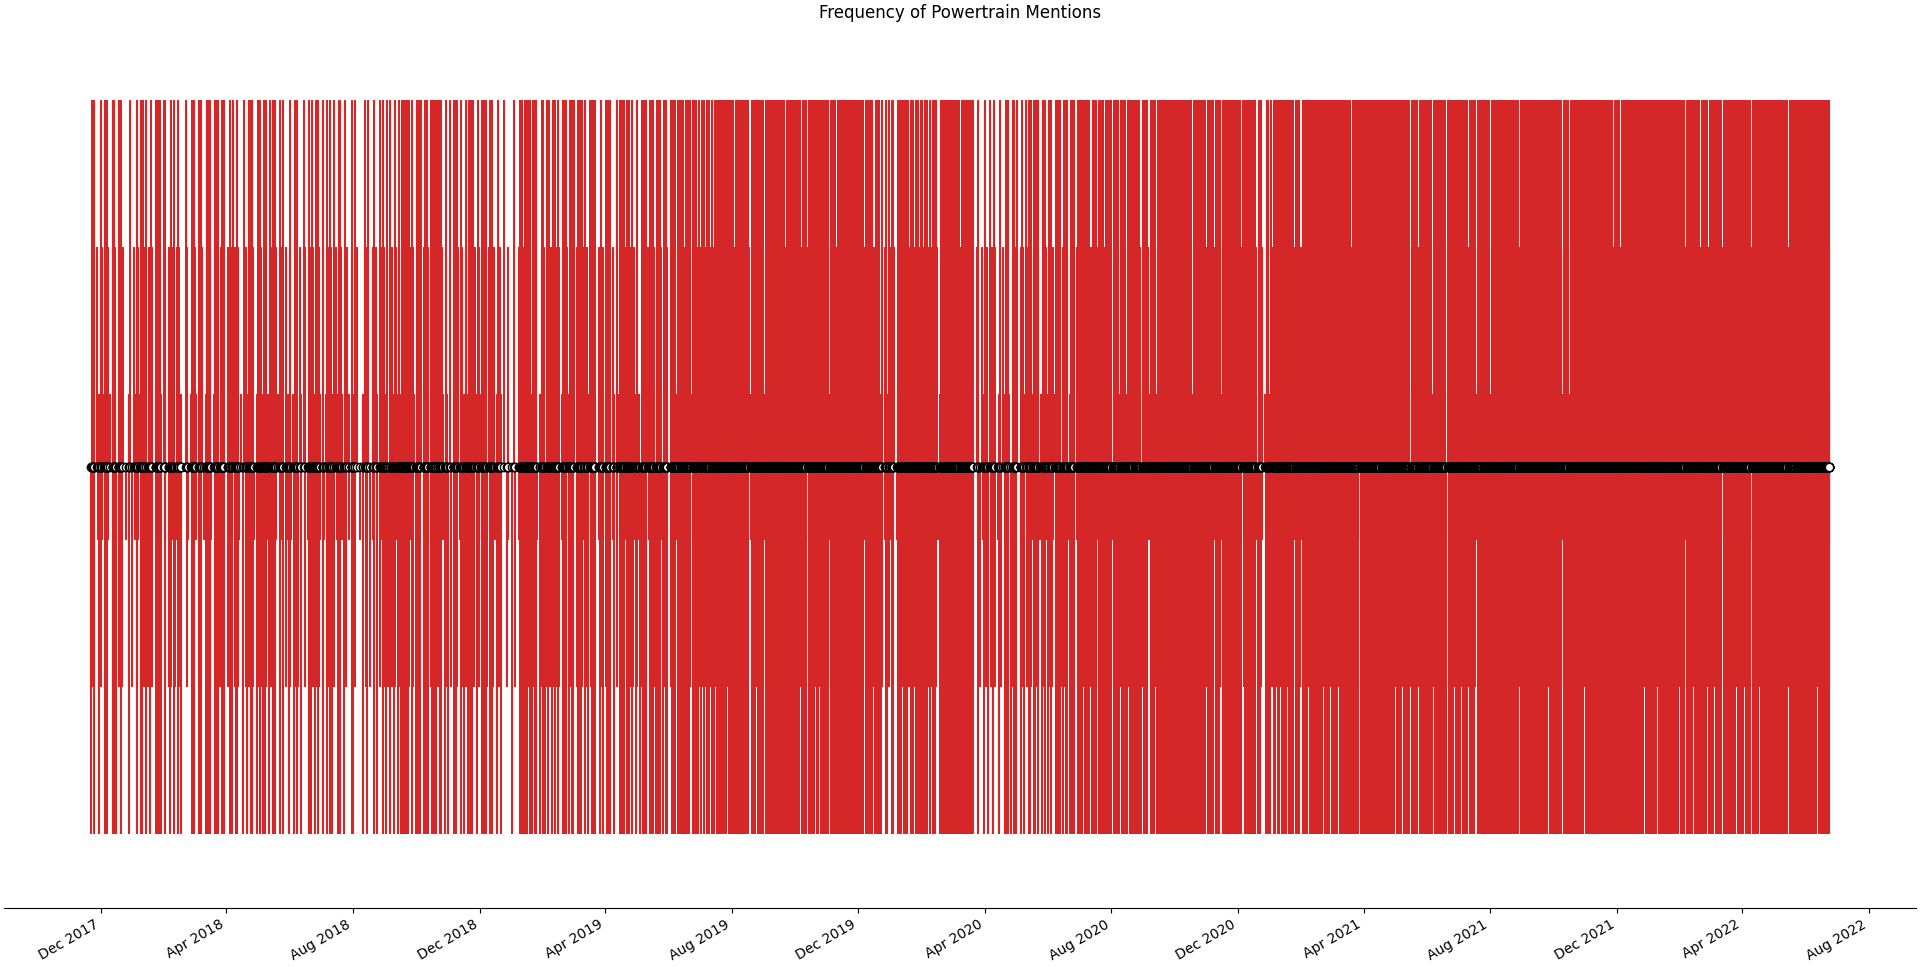 Frequency of Powertrain Mentions
Dec 2017
Apr 2018
Aug 2018
Dec 2018
Apr 2019
Aug 2019
Dec 2019
Apr 2020
Aug 2020
Dec 2020
Apr 2021
Aug 2021
Dec 2021
Apr 2022
Aug 2022